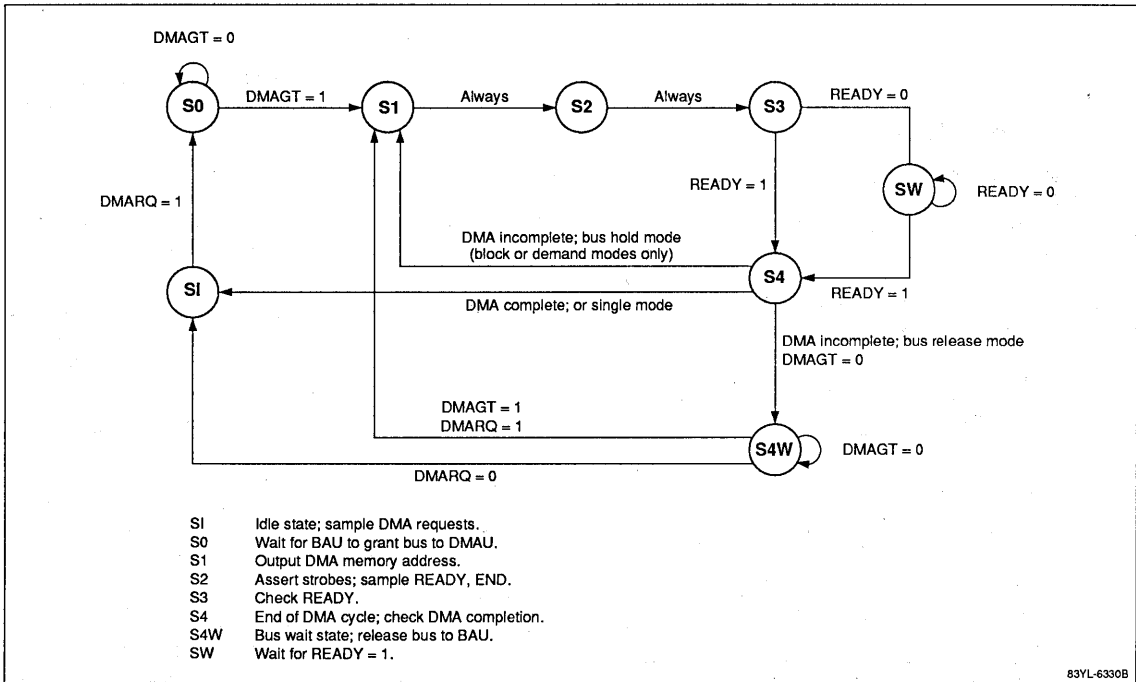 DMAGT = 0
S0
DMAGT = 1
S1
Always
S2
Always
S3
READY = 0
SW
READY = 0
READY = 1
DMARQ = 1
DMA incomplete; bus hold mode
(block or demand modes only)
S4
READY = 1
SI
DMA complete; or single mode
DMA incomplete; bus release mode
DMAGT = 0
DMAGT = 1
DMARQ = 1
S4W
DMAGT = 0
DMARQ = 0
SI Idle state; sample DMA requests.
S0 Wait for BAU to grant bus to DMAU.
S1 Output DMA memory address.
S2 Assert strobes; sample READY, END.
S3 Check READY.
S4 End of DMA cycle; check DMA completion.
S4W Bus wait state; release bus to BAU.
SW Wait for READY = 1.
83YL-6330B